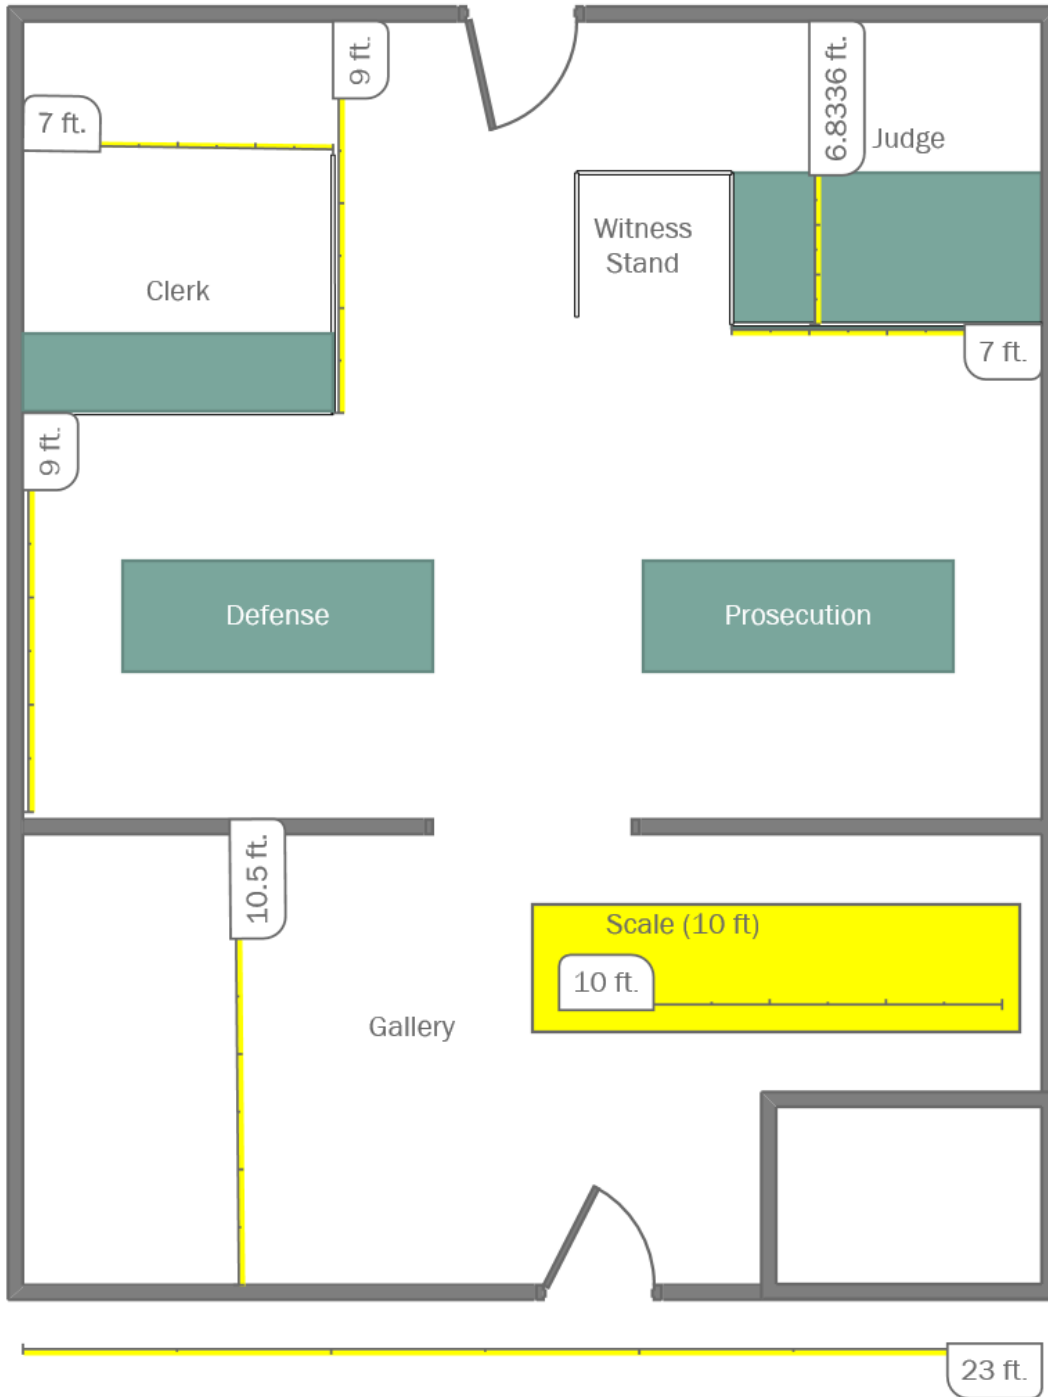 9 ft.
6.8336 ft.
7 ft.
Judge
Witness
Stand
Clerk
7 ft.
9 ft.
Defense
Prosecution
10.5 ft.
Scale (10 ft)
10 ft.
Gallery
23 ft.